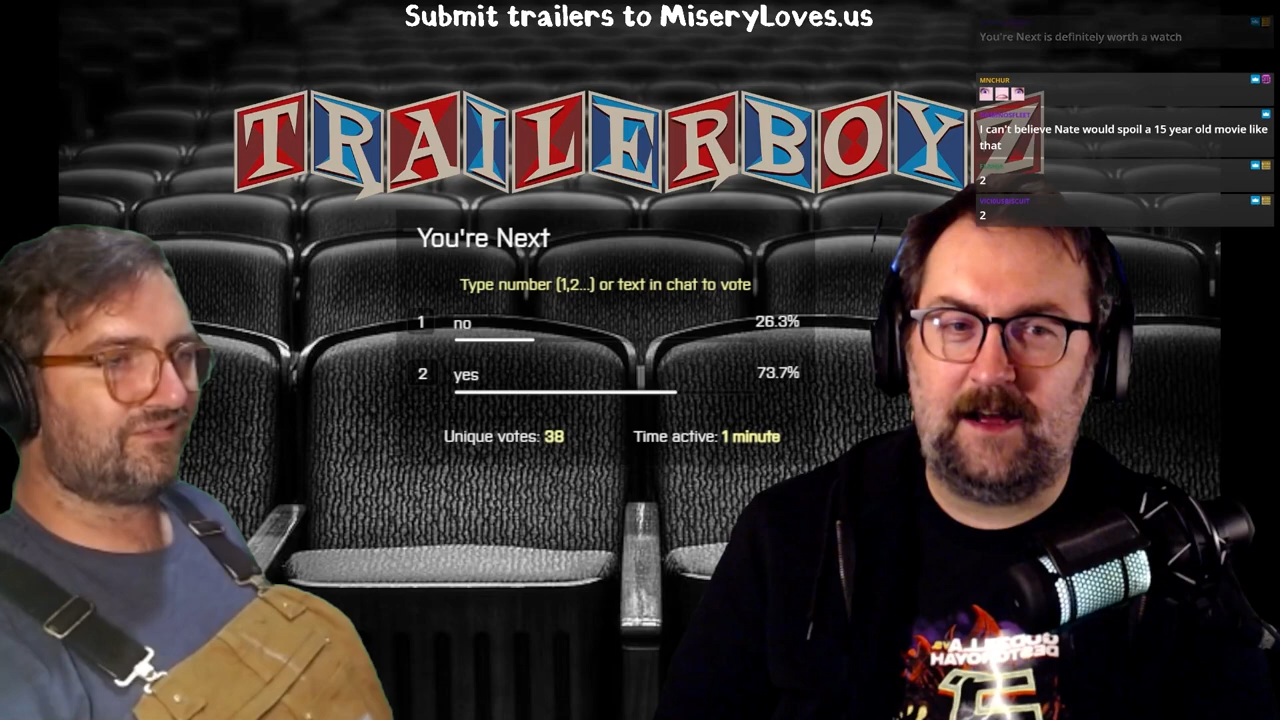 Submit trailers to MiseryLoves.us
You're Next is definitely worth a watch
MNCHUR
I can't believe Nate would spoil a 15 year old movie like
that
2
2
TRAILERBOYZ
You're Next
Type number (1,2...) or text in chat to vote
1 no 26.3%
2 yes 73.7%
Unique votes: 38 Time active: 1 minute